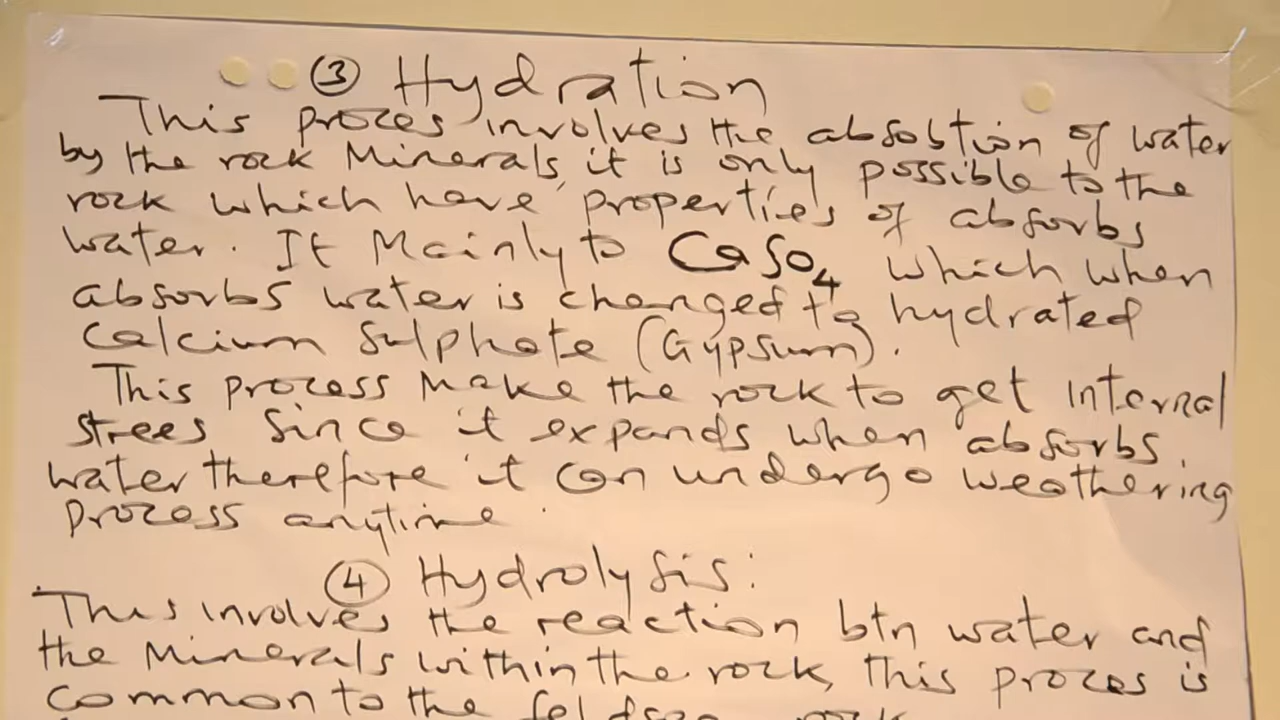 ③ Hydration
This proces involves the absobtion of water
by the rock Minerals it is only possible to the
rock which have properties of absorbs
water. It Mainly to CaSO₄ which when
absorbs water is changed to hydrated
Calcium Sulphate (Gypsum).
This process make the rock to get internal
strees Since it expands when absorbs.
water therefore it can undergo weathering
process anytime.
④ Hydrolysis:
This involves the reaction btn water and
the Minerals within the rock, this proces is
common to the